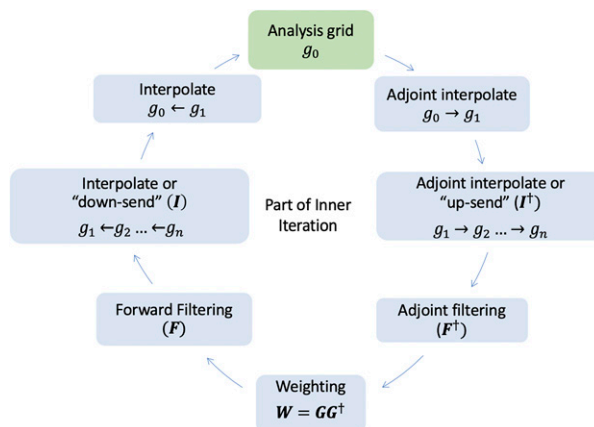 Analysis grid
g₀
Interpolate
g₀ ← g₁
Adjoint interpolate
g₀ → g₁
Interpolate or
“down-send” (I)
g₁ ←g₂ … ←gₙ
Part of Inner
Iteration
Adjoint interpolate or
“up-send” (I†)
g₁ → g₂ … → gₙ
Forward Filtering
(F)
Adjoint filtering
(F†)
Weighting
W = GG†